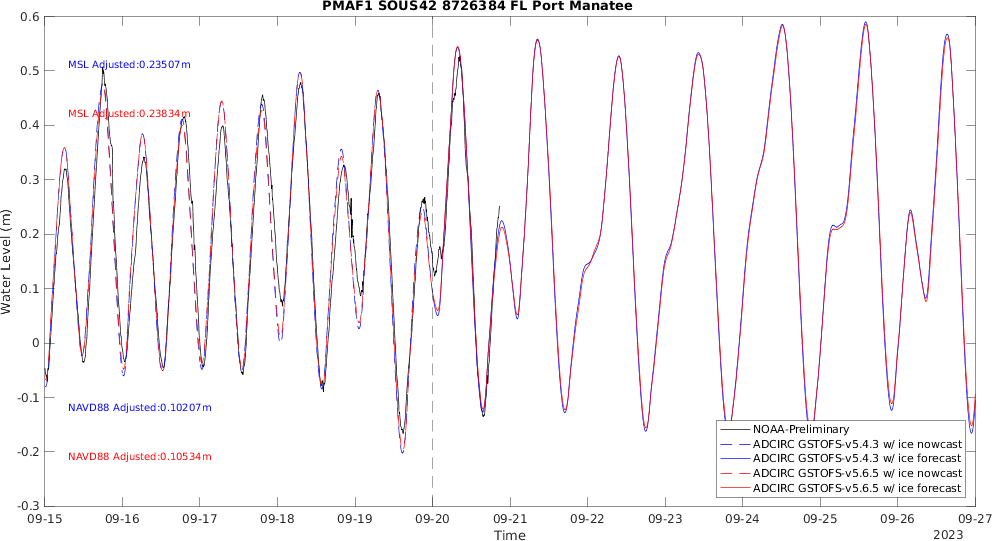 PMAF1 SOUS42 8726384 FL Port Manatee
0.6
0.5
0.4
0.3
0.2
0.1
0
-0.1
-0.2
-0.3
Water Level (m)
MSL Adjusted:0.23507m
MSL Adjusted:0.23834m
NAVD88 Adjusted:0.10207m
NAVD88 Adjusted:0.10534m
NOAA-Preliminary
ADCIRC GSTOFS-v5.4.3 w/ ice nowcast
ADCIRC GSTOFS-v5.4.3 w/ ice forecast
ADCIRC GSTOFS-v5.6.5 w/ ice nowcast
ADCIRC GSTOFS-v5.6.5 w/ ice forecast
09-15 09-16 09-17 09-18 09-19 09-20 09-21 09-22 09-23 09-24 09-25 09-26 09-27
Time
2023